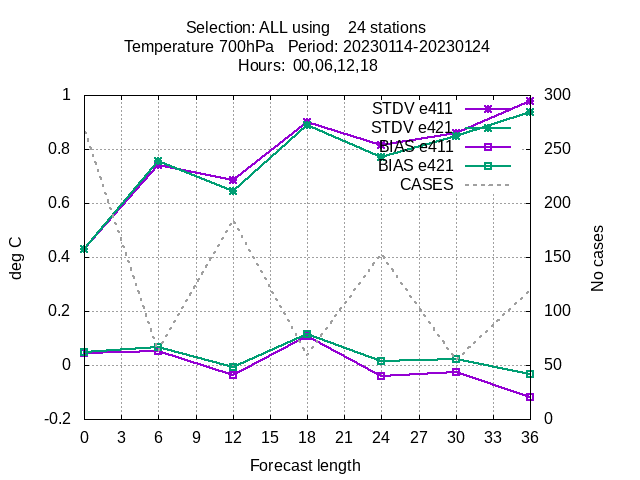 Selection: ALL using    24 stations
Temperature 700hPa   Period: 20230114-20230124
Hours:  00,06,12,18
STDV e411
STDV e421
BIAS e411
BIAS e421
CASES
1
0.8
0.6
0.4
0.2
0
-0.2
300
250
200
150
100
50
0
deg C
No cases
0 3 6 9 12 15 18 21 24 27 30 33 36
Forecast length